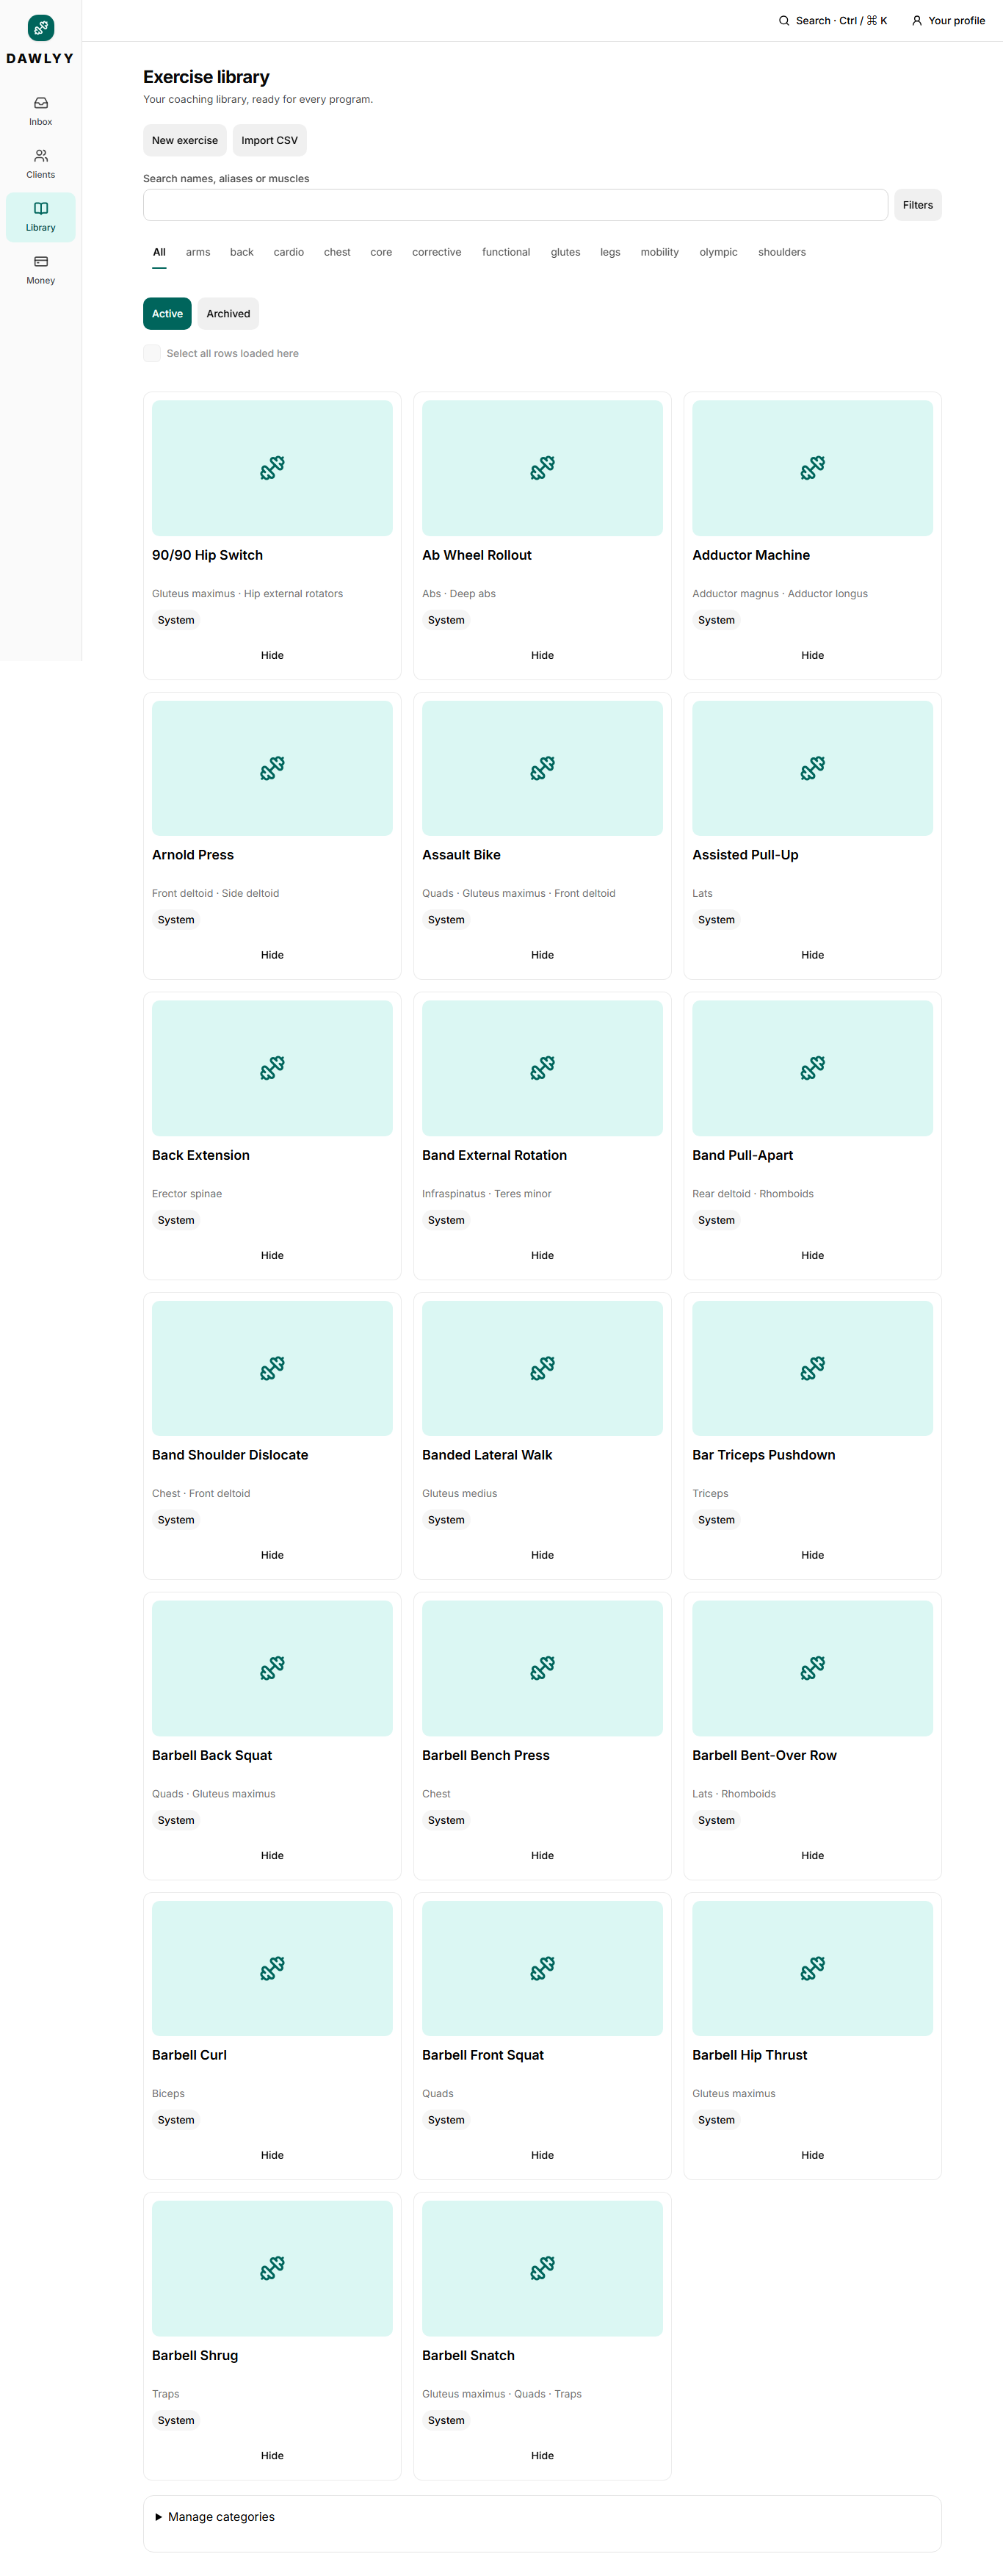 Search · Ctrl / ⌘ K
Your profile
DAWLYY
Inbox
Clients
Library
Money
Exercise library
Your coaching library, ready for every program.
New exercise
Import CSV
Search names, aliases or muscles
Filters
All
arms
back
cardio
chest
core
corrective
functional
glutes
legs
mobility
olympic
shoulders
Active
Archived
Select all rows loaded here
90/90 Hip Switch
Gluteus maximus · Hip external rotators
System
Hide
Ab Wheel Rollout
Abs · Deep abs
System
Hide
Adductor Machine
Adductor magnus · Adductor longus
System
Hide
Arnold Press
Front deltoid · Side deltoid
System
Hide
Assault Bike
Quads · Gluteus maximus · Front deltoid
System
Hide
Assisted Pull-Up
Lats
System
Hide
Back Extension
Erector spinae
System
Hide
Band External Rotation
Infraspinatus · Teres minor
System
Hide
Band Pull-Apart
Rear deltoid · Rhomboids
System
Hide
Band Shoulder Dislocate
Chest · Front deltoid
System
Hide
Banded Lateral Walk
Gluteus medius
System
Hide
Bar Triceps Pushdown
Triceps
System
Hide
Barbell Back Squat
Quads · Gluteus maximus
System
Hide
Barbell Bench Press
Chest
System
Hide
Barbell Bent-Over Row
Lats · Rhomboids
System
Hide
Barbell Curl
Biceps
System
Hide
Barbell Front Squat
Quads
System
Hide
Barbell Hip Thrust
Gluteus maximus
System
Hide
Barbell Shrug
Traps
System
Hide
Barbell Snatch
Gluteus maximus · Quads · Traps
System
Hide
Manage categories